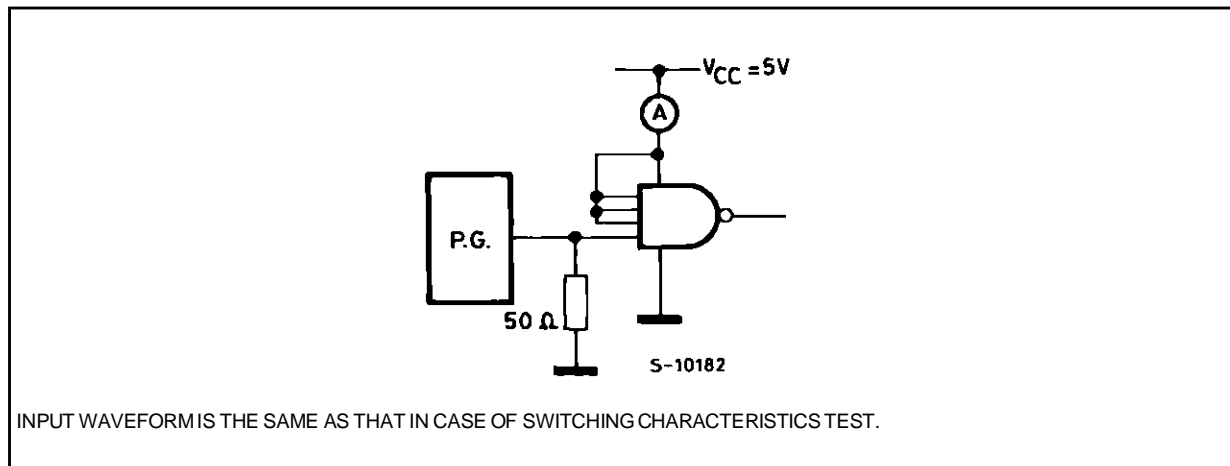 VCC = 5V
A
P.G.
50 Ω
S-10182
INPUT WAVEFORM IS THE SAME AS THAT IN CASE OF SWITCHING CHARACTERISTICS TEST.